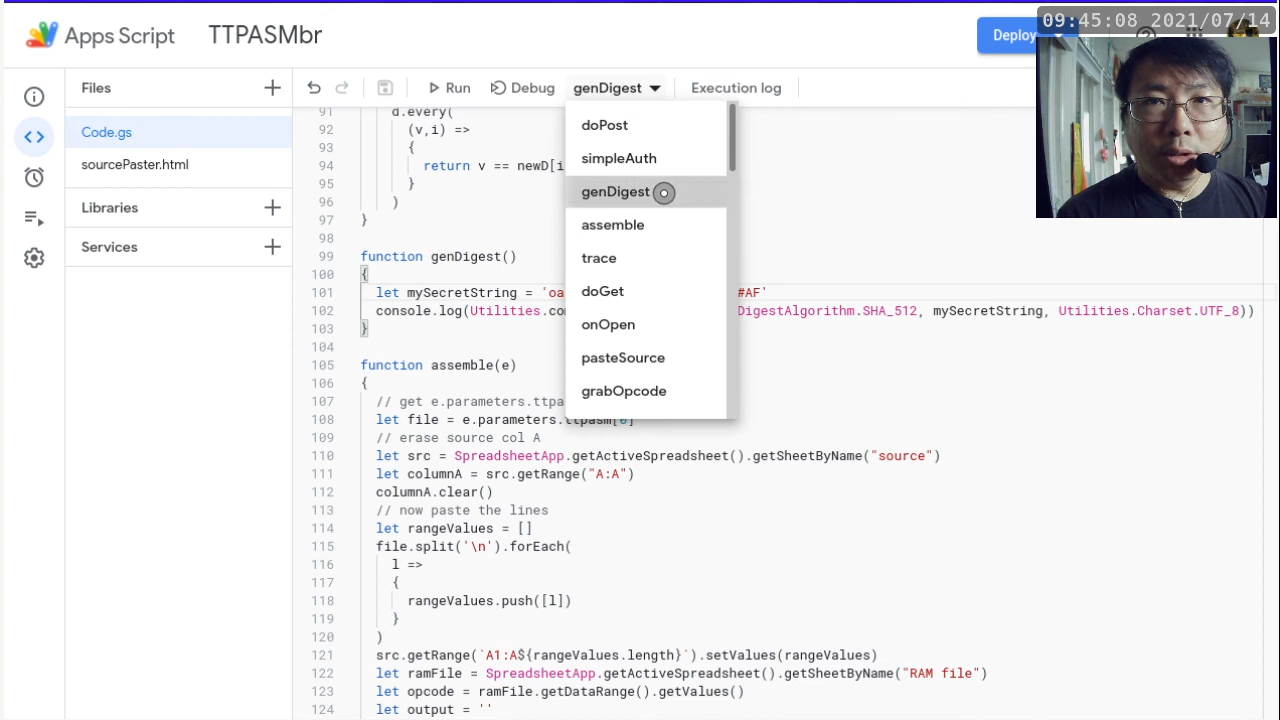 09:45:08 2021/07/14
Apps Script
TTPASMbr
Deploy
Files
Run
Debug
genDigest
Execution log
Code.gs
sourcePaster.html
Libraries
Services
doPost
simpleAuth
genDigest
assemble
trace
doGet
onOpen
pasteSource
grabOpcode
91 d.every(
92 (v,i) =>
93 {
94 return v == newD[i
95 }
96 )
97 }
98
99 function genDigest()
100 {
101 let mySecretString = 'oa #AF'
102 console.log(Utilities.com DigestAlgorithm.SHA_512, mySecretString, Utilities.Charset.UTF_8))
103 }
104
105 function assemble(e)
106 {
107 // get e.parameters.ttpa
108 let file = e.parameters.ttpasm[0]
109 // erase source col A
110 let src = SpreadsheetApp.getActiveSpreadsheet().getSheetByName("source")
111 let columnA = src.getRange("A:A")
112 columnA.clear()
113 // now paste the lines
114 let rangeValues = []
115 file.split('\n').forEach(
116 l =>
117 {
118 rangeValues.push([l])
119 }
120 )
121 src.getRange(`A1:A${rangeValues.length}`).setValues(rangeValues)
122 let ramFile = SpreadsheetApp.getActiveSpreadsheet().getSheetByName("RAM file")
123 let opcode = ramFile.getDataRange().getValues()
124 let output = ''